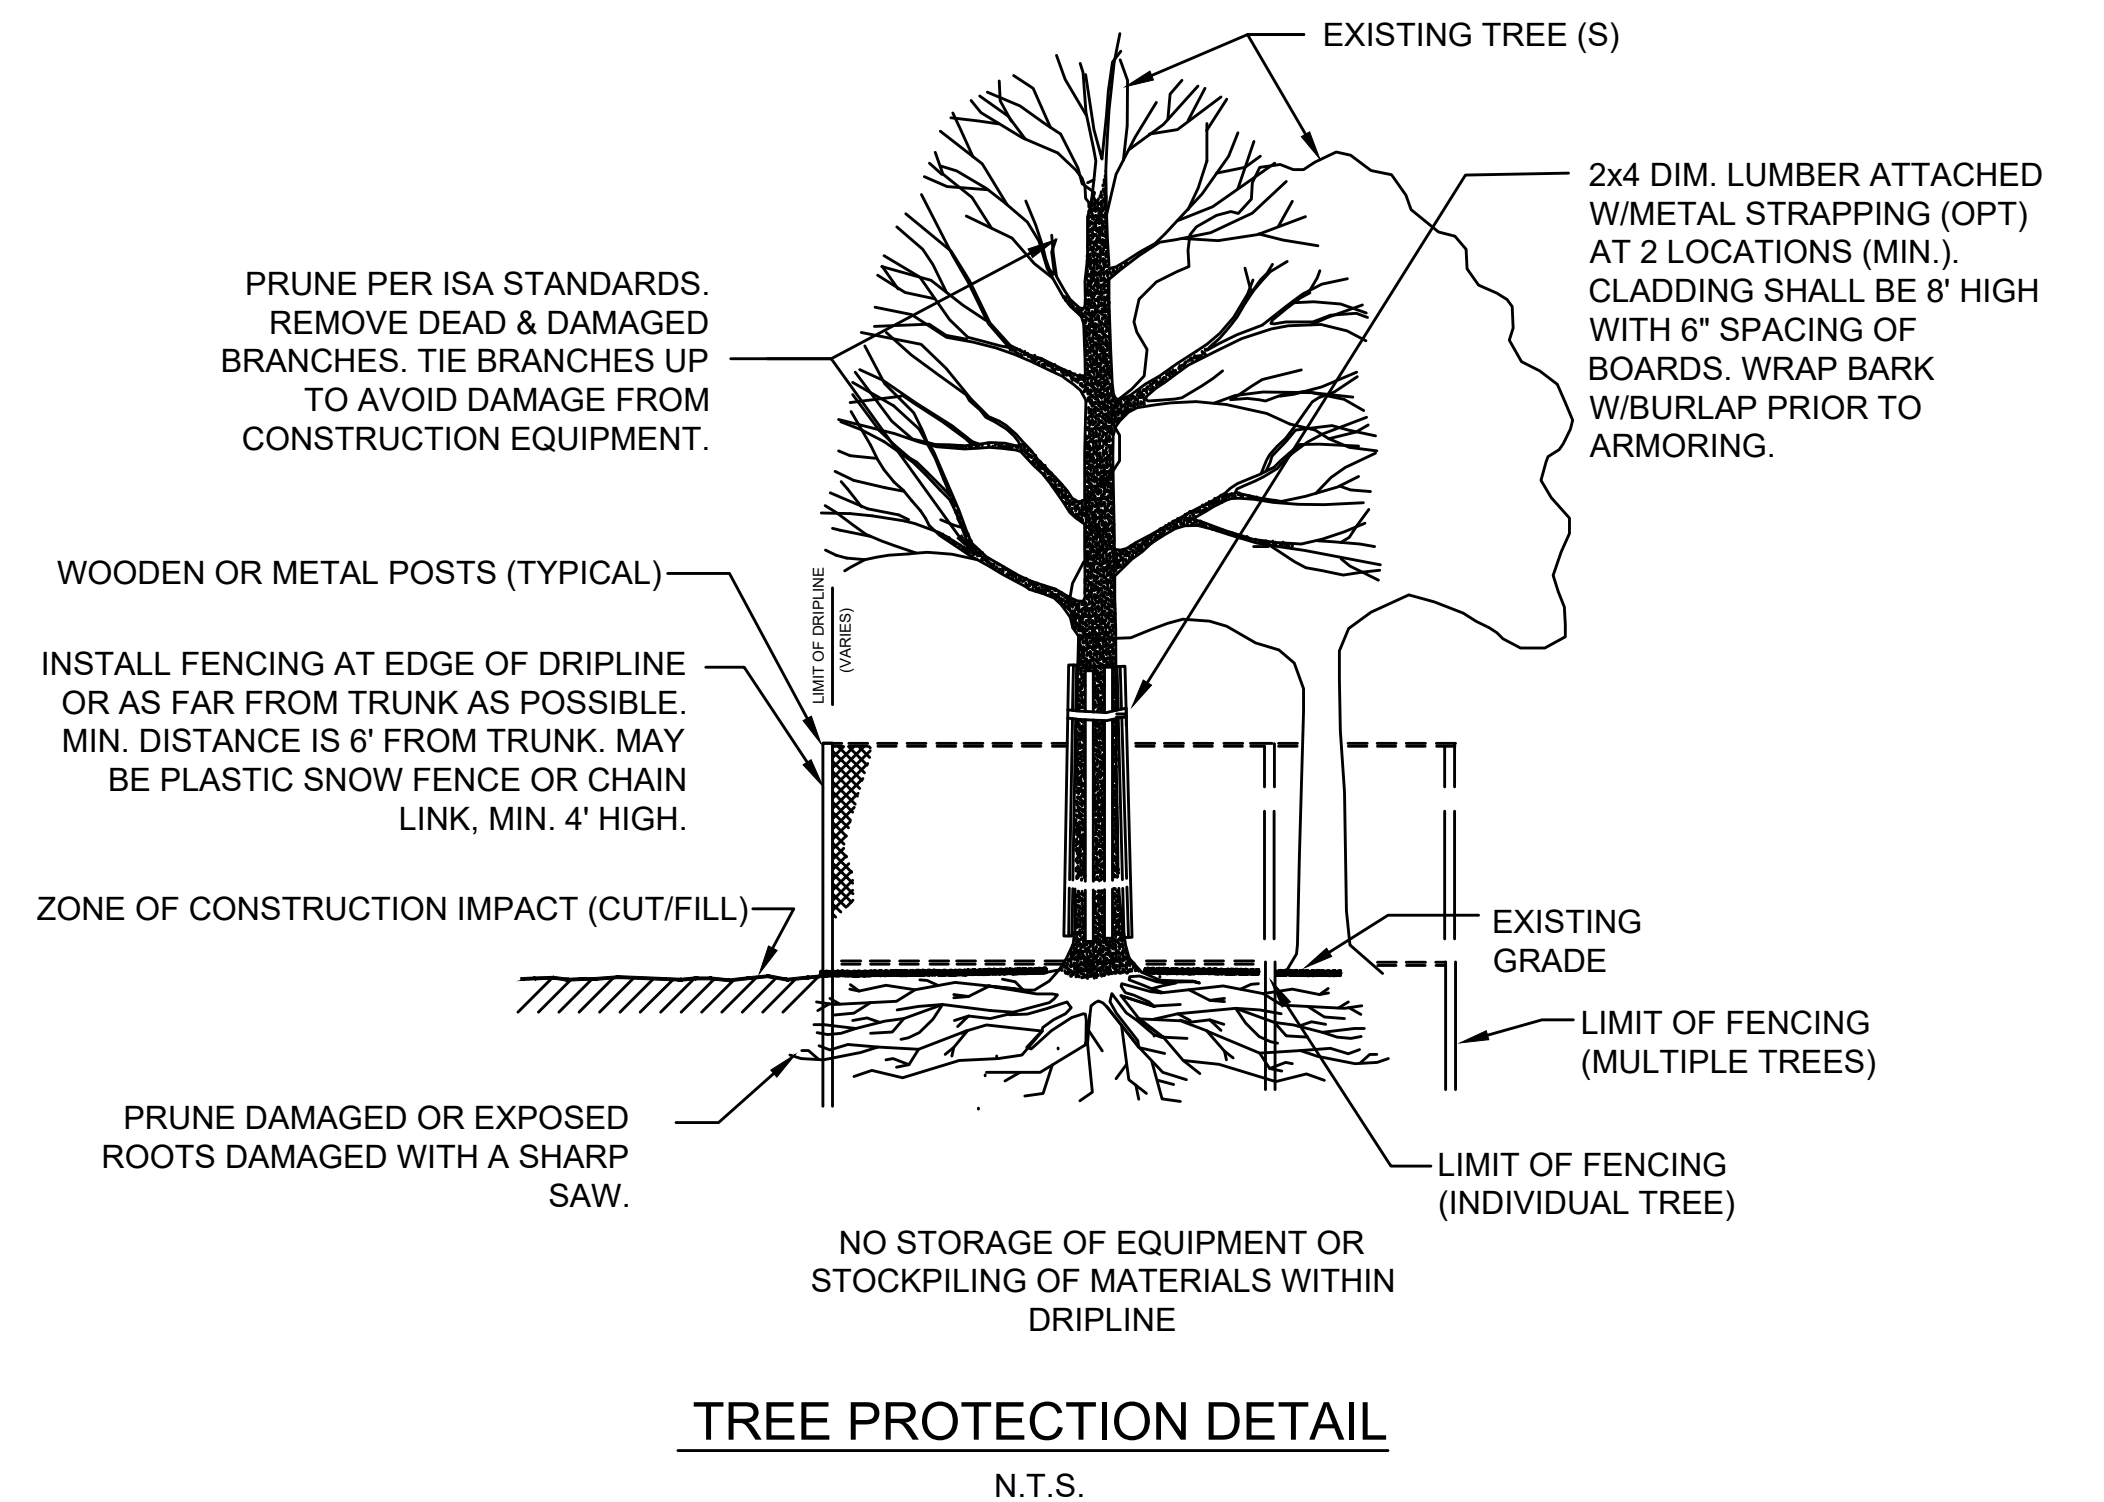 EXISTING TREE (S)
2x4 DIM. LUMBER ATTACHED
W/METAL STRAPPING (OPT)
AT 2 LOCATIONS (MIN.).
CLADDING SHALL BE 8' HIGH
WITH 6" SPACING OF
BOARDS. WRAP BARK
W/BURLAP PRIOR TO
ARMORING.
PRUNE PER ISA STANDARDS.
REMOVE DEAD & DAMAGED
BRANCHES. TIE BRANCHES UP
TO AVOID DAMAGE FROM
CONSTRUCTION EQUIPMENT.
WOODEN OR METAL POSTS (TYPICAL)
LIMIT OF DRIPLINE
(VARIES)
INSTALL FENCING AT EDGE OF DRIPLINE
OR AS FAR FROM TRUNK AS POSSIBLE.
MIN. DISTANCE IS 6' FROM TRUNK. MAY
BE PLASTIC SNOW FENCE OR CHAIN
LINK, MIN. 4' HIGH.
ZONE OF CONSTRUCTION IMPACT (CUT/FILL)
EXISTING
GRADE
LIMIT OF FENCING
(MULTIPLE TREES)
PRUNE DAMAGED OR EXPOSED
ROOTS DAMAGED WITH A SHARP
SAW.
LIMIT OF FENCING
(INDIVIDUAL TREE)
NO STORAGE OF EQUIPMENT OR
STOCKPILING OF MATERIALS WITHIN
DRIPLINE
TREE PROTECTION DETAIL
N.T.S.